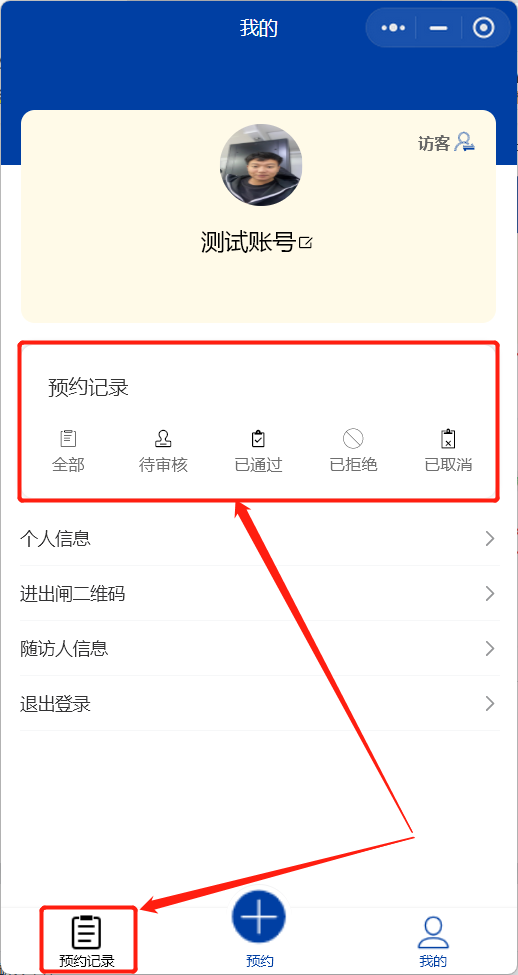 我的
访客
测试账号
预约记录
全部 待审核 已通过 已拒绝 已取消
个人信息
进出闸二维码
随访人信息
退出登录
预约记录 预约 我的